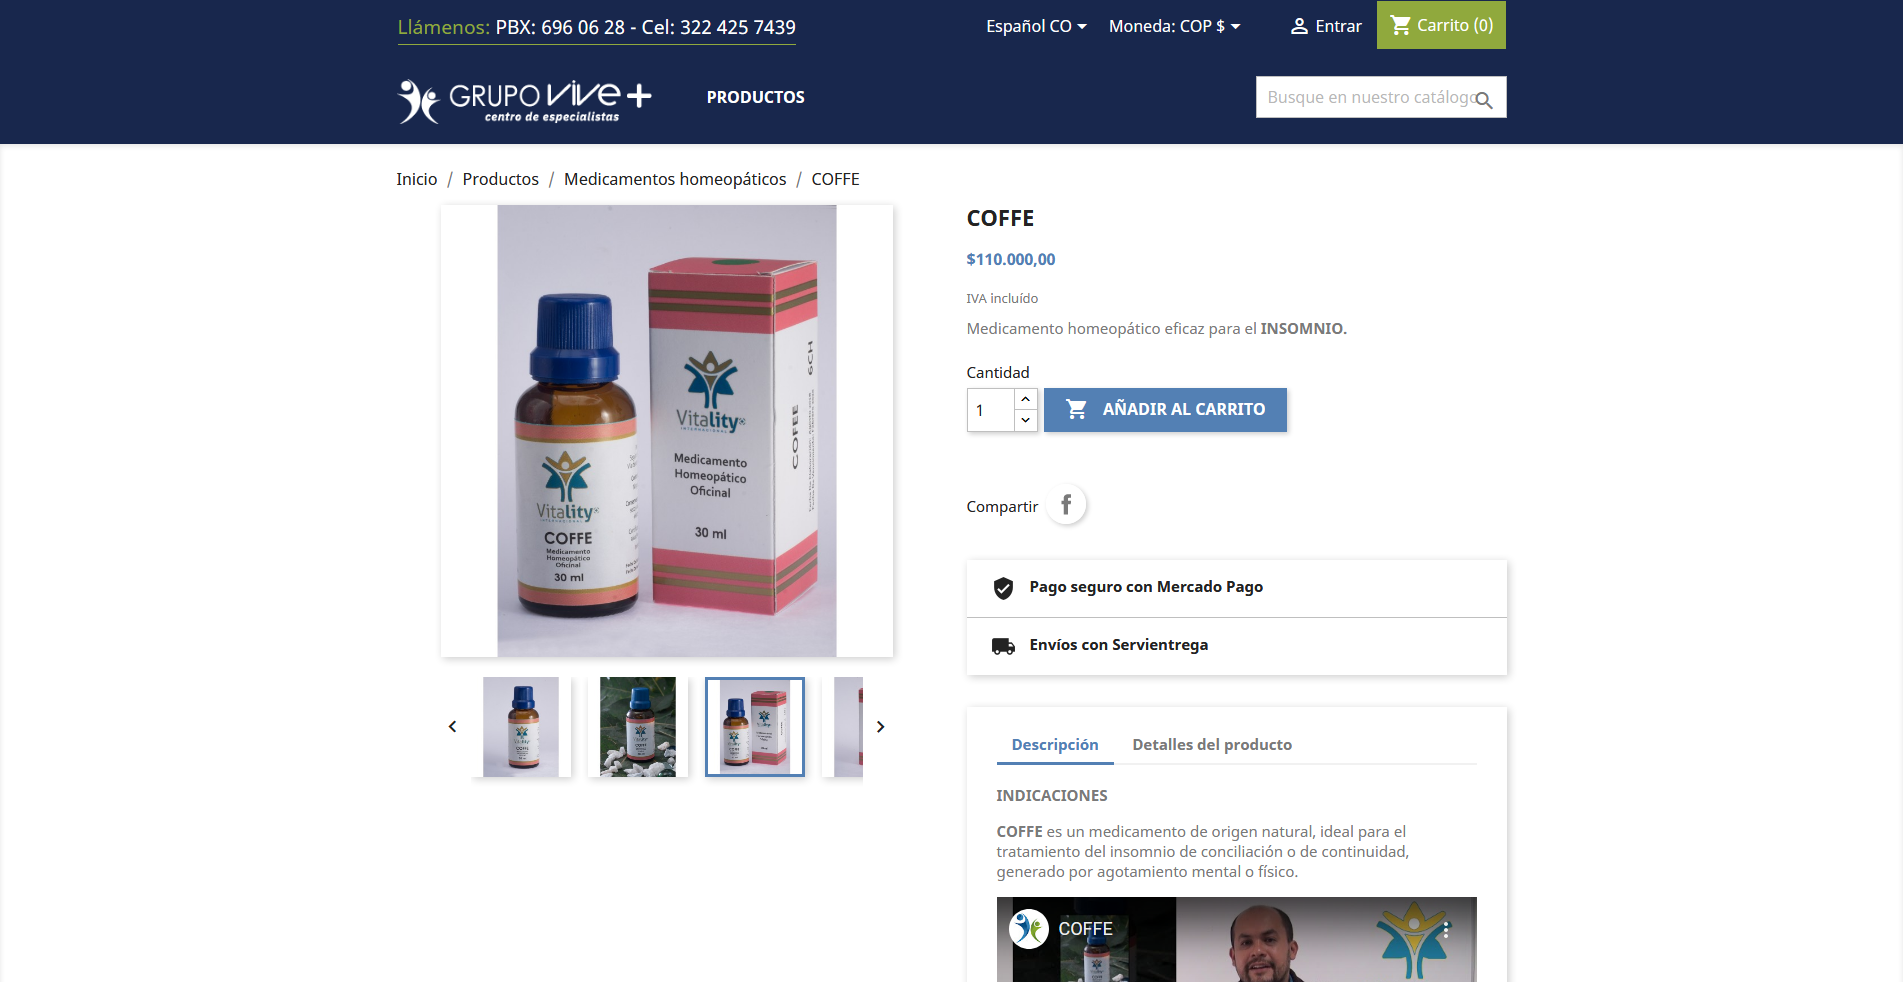 Llámenos: PBX: 696 06 28 - Cel: 322 425 7439
Español CO
Moneda: COP $
Entrar
Carrito (0)
GRUPO vive +
centro de especialistas
PRODUCTOS
Busque en nuestro catálogo
Inicio / Productos / Medicamentos homeopáticos / COFFE
COFFE
$110.000,00
IVA incluído
Medicamento homeopático eficaz para el INSOMNIO.
Cantidad
1
AÑADIR AL CARRITO
Compartir
Pago seguro con Mercado Pago
Envíos con Servientrega
Descripción
Detalles del producto
INDICACIONES
COFFE es un medicamento de origen natural, ideal para el
tratamiento del insomnio de conciliación o de continuidad,
generado por agotamiento mental o físico.
COFFE
Vitality
INTERNACIONAL
Medicamento
Homeopático
Oficinal
30 ml
COFEE 6CH
Vitality
INTERNACIONAL
COFFE
Medicamento
Homeopático
Oficinal
30 ml